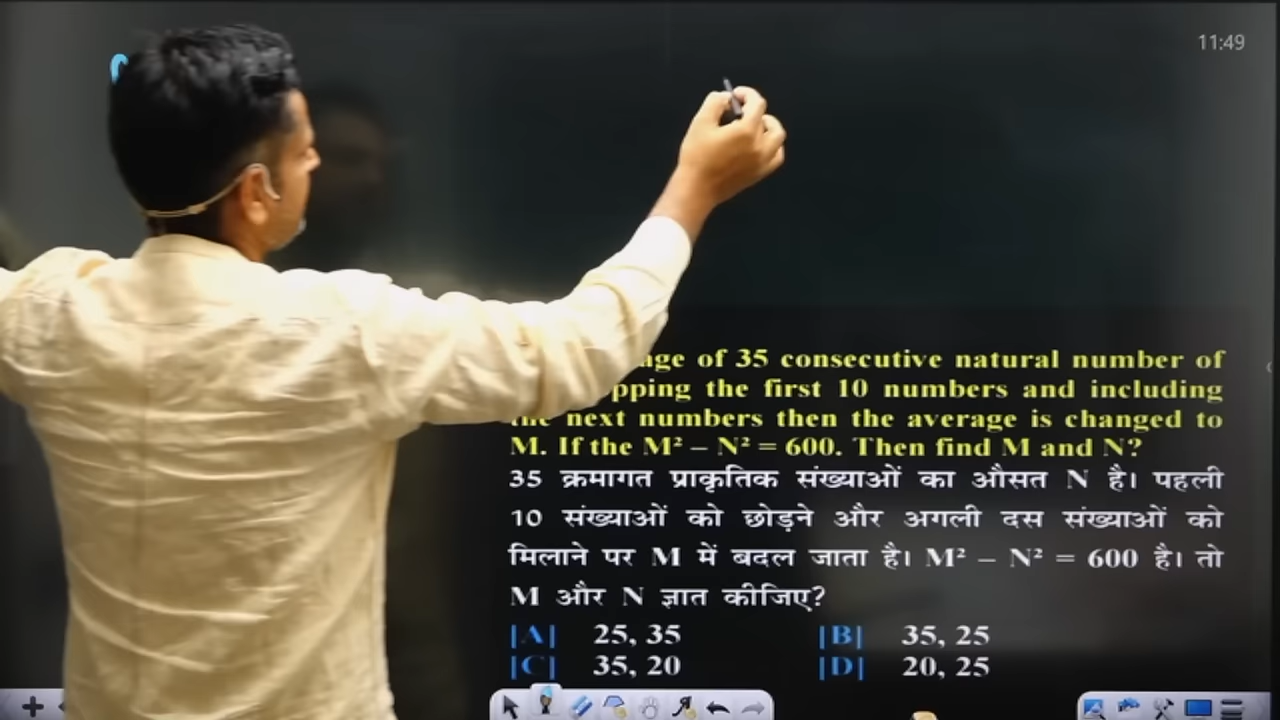 11:49
of 35 consecutive natural number of
the first 10 numbers and including
next numbers then the average is changed to
M. If the M² – N² = 600. Then find M and N?
35 क्रमागत प्राकृतिक संख्याओं का औसत N है। पहली
10 संख्याओं को छोड़ने और अगली दस संख्याओं को
मिलाने पर M में बदल जाता है। M² – N² = 600 है। तो
M और N ज्ञात कीजिए?
|A| 25, 35 |B| 35, 25
|C| 35, 20 |D| 20, 25